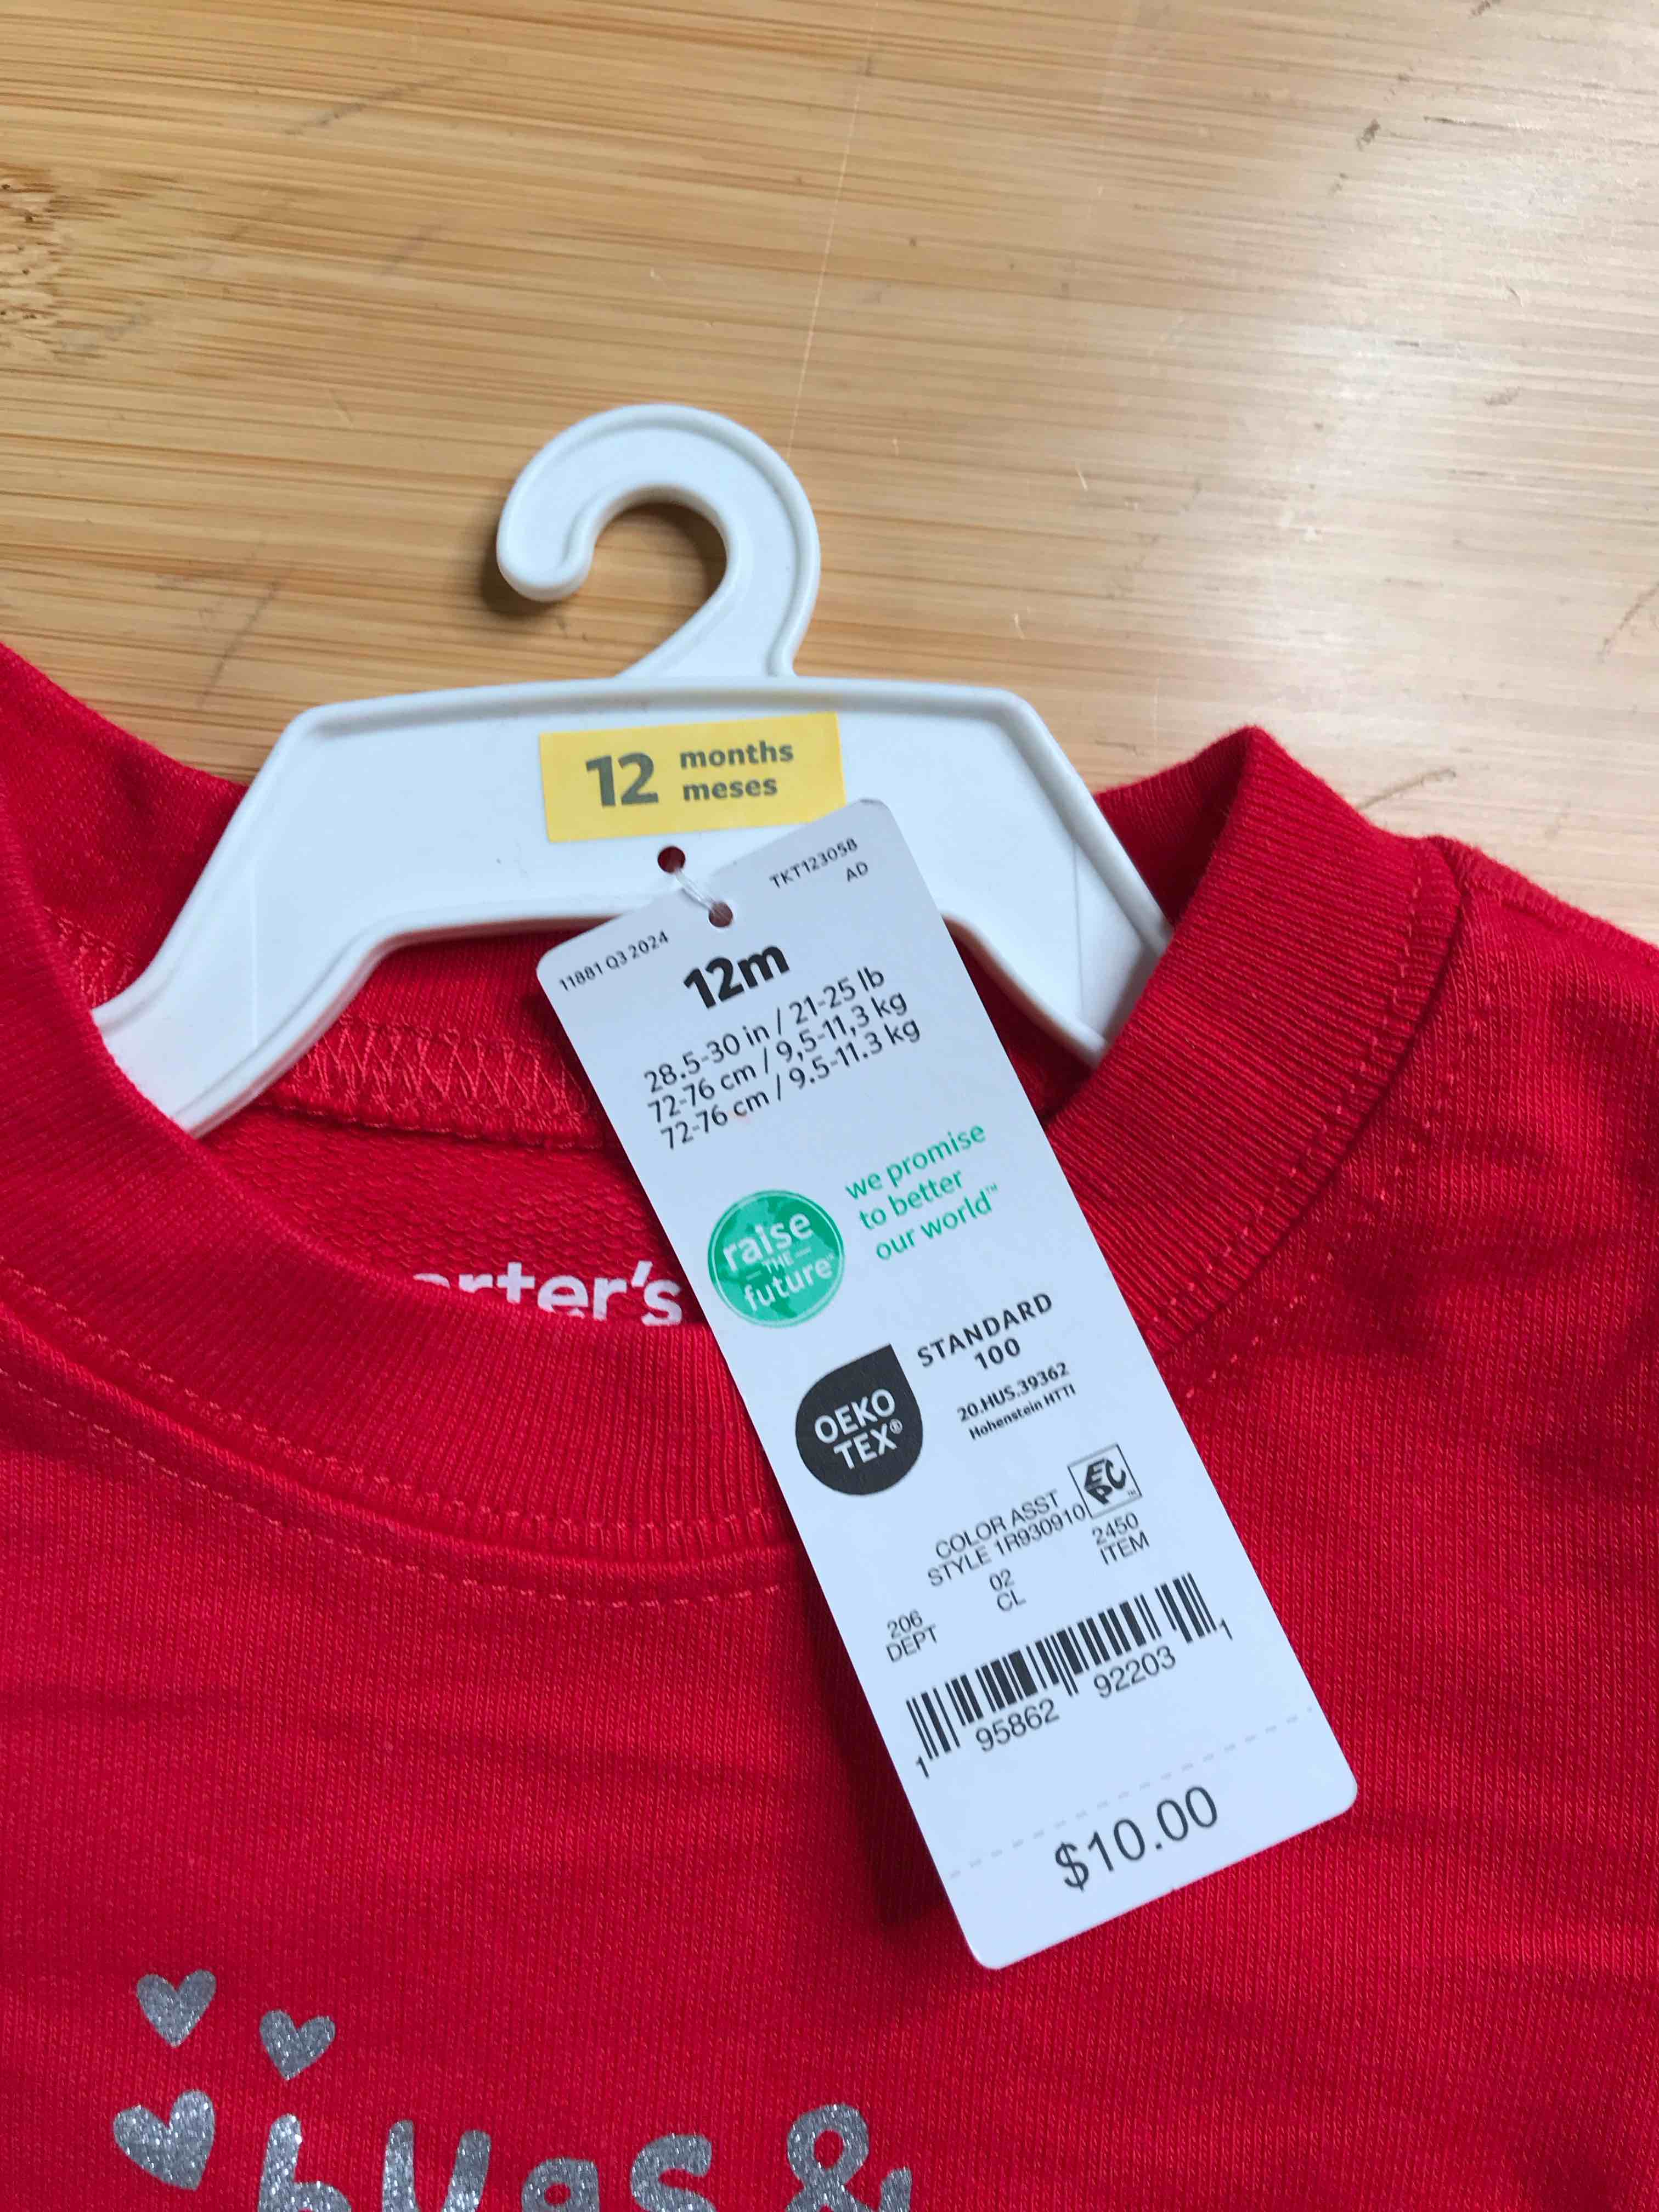 12 months
meses
TKT123058
AD
11881 Q3 2024
12m
28.5-30 in / 21-25 lb
72-76 cm / 9,5-11,3 kg
72-76 cm / 9.5-11.3 kg
raise
THE
future™
we promise
to better
our world™
erter's
OEKO
TEX®
STANDARD
100
20.HUS.39362
Hohenstein HTTI
EPC™
COLOR ASST
STYLE 1R930910
206
DEPT
02
CL
2450
ITEM
1 95862 92203 1
$10.00
hugs &